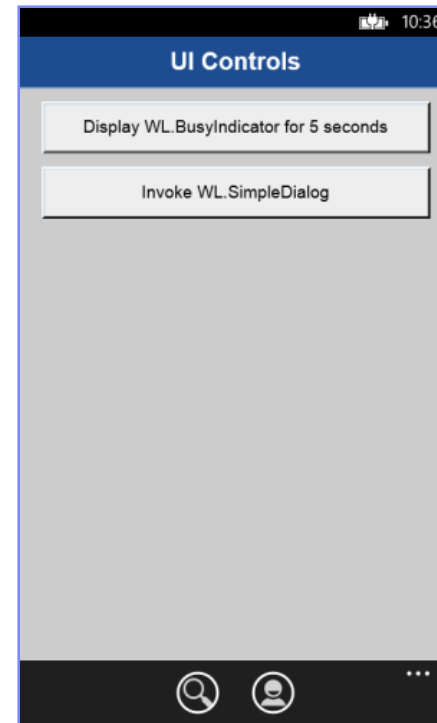 10:36
UI Controls
Display WL.BusyIndicator for 5 seconds
Invoke WL.SimpleDialog
...